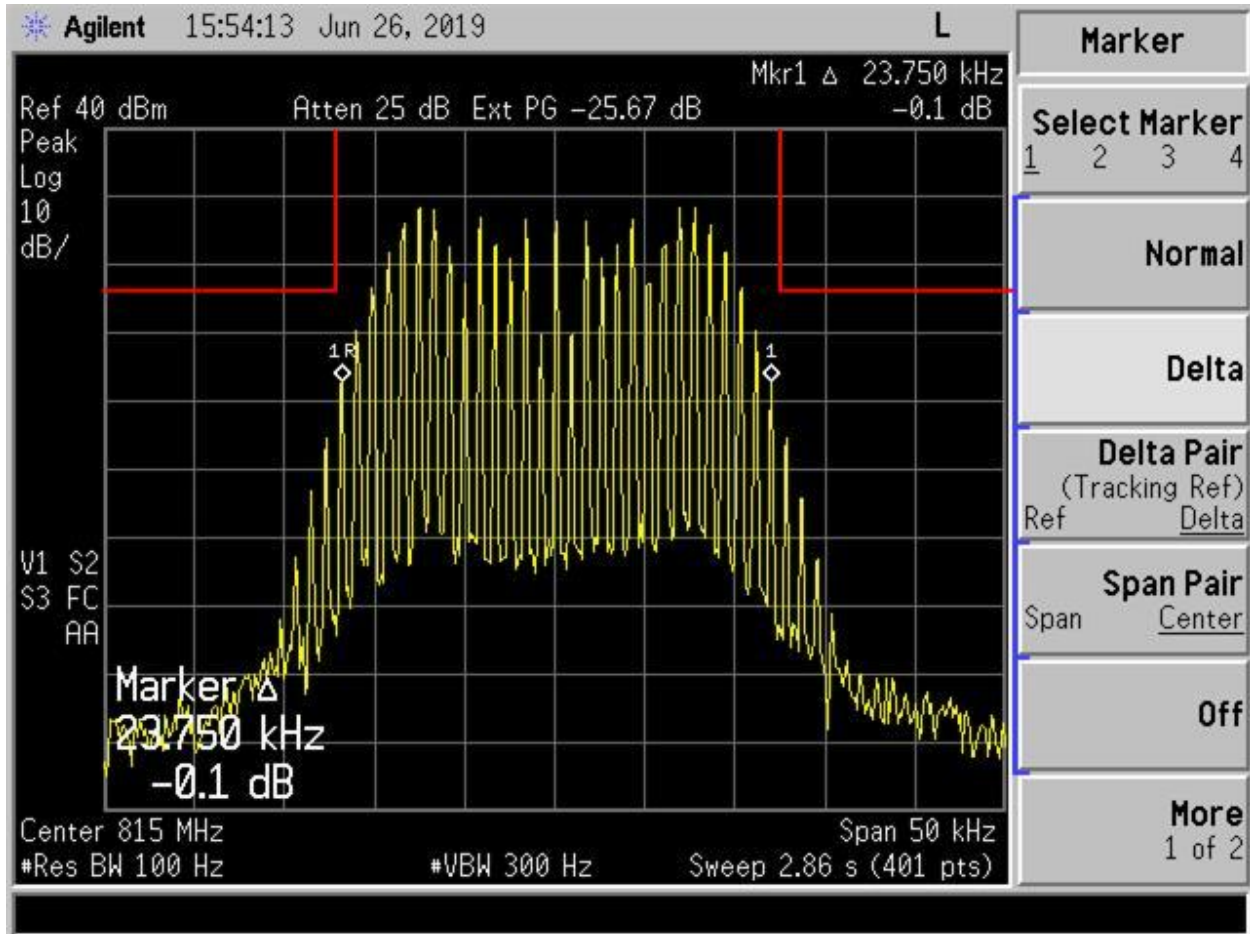 Agilent 15:54:13 Jun 26, 2019 L
Mkr1 Δ 23.750 kHz
Ref 40 dBm Atten 25 dB Ext PG -25.67 dB -0.1 dB
Peak
Log
10
dB/
1R
1
V1 S2
S3 FC
AA
Marker Δ
23.750 kHz
-0.1 dB
Center 815 MHz Span 50 kHz
#Res BW 100 Hz #VBW 300 Hz Sweep 2.86 s (401 pts)
Marker
Select Marker
1 2 3 4
Normal
Delta
Delta Pair
(Tracking Ref)
Ref Delta
Span Pair
Span Center
Off
More
1 of 2